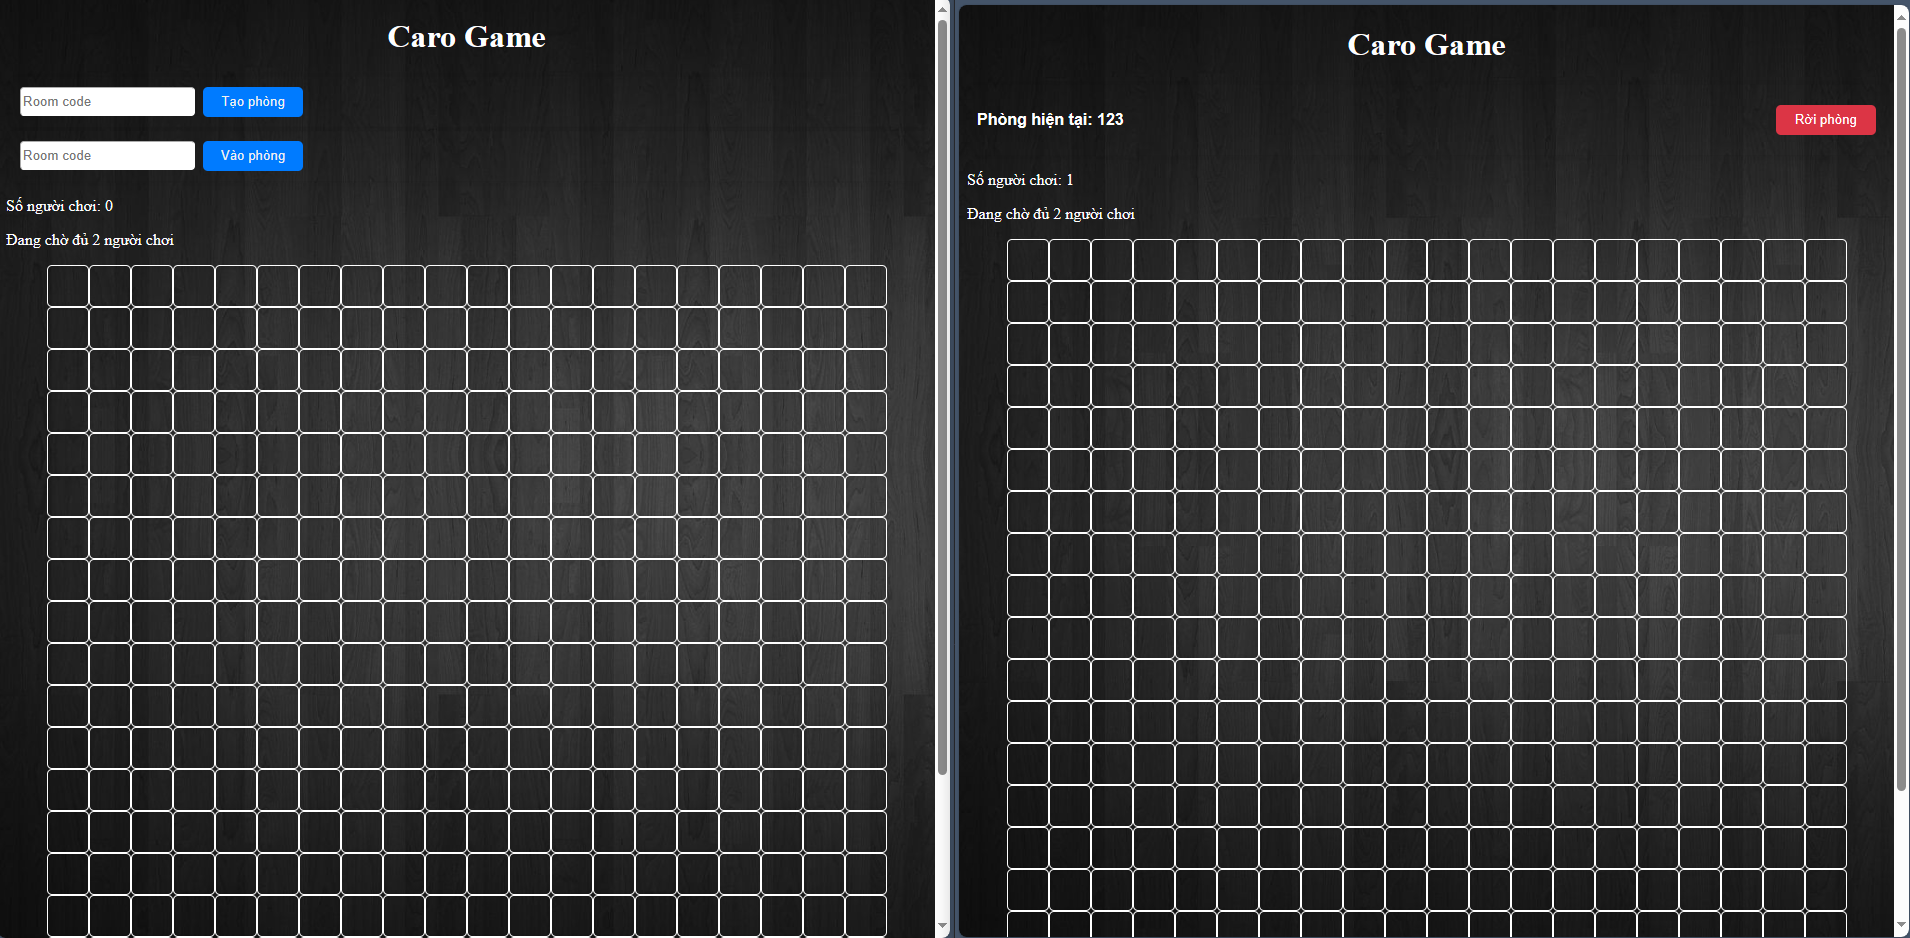 Caro Game
Room code
Tạo phòng
Room code
Vào phòng
Số người chơi: 0
Đang chờ đủ 2 người chơi
Caro Game
Phòng hiện tại: 123
Rời phòng
Số người chơi: 1
Đang chờ đủ 2 người chơi